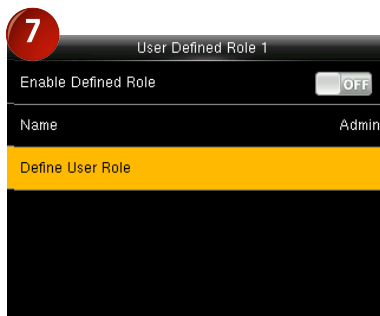 7
User Defined Role 1
Enable Defined Role OFF
Name Admin
Define User Role